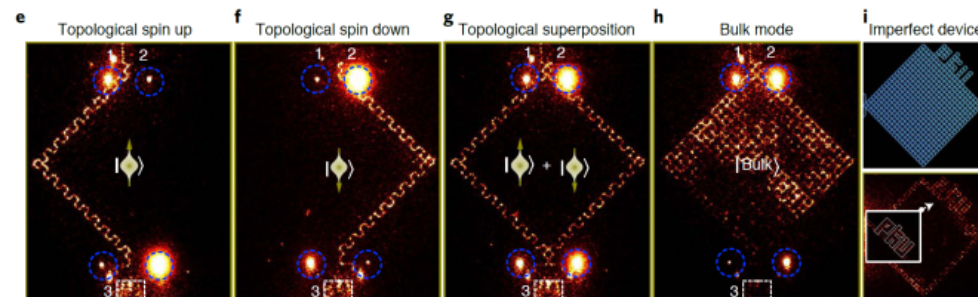 e Topological spin up
f Topological spin down
g Topological superposition
h Bulk mode
i Imperfect device
1 2
1 2
1 2
1 2
| ⟩
| ⟩
| ⟩ + | ⟩
|Bulk⟩
PKU
3
3
3
3